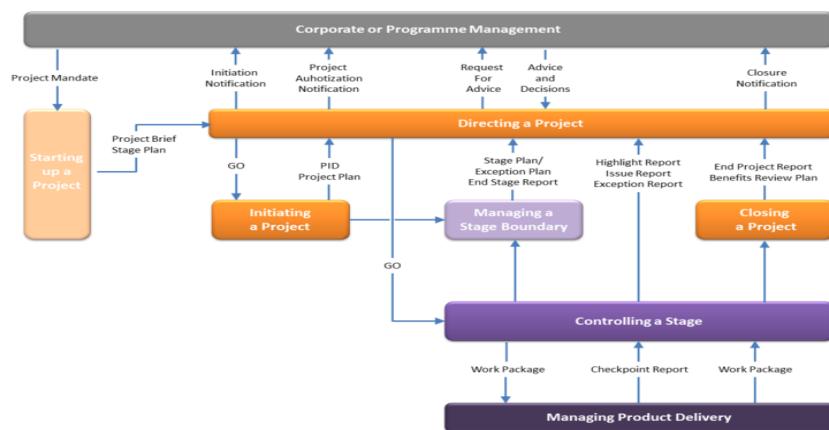 Corporate or Programme Management
Project Mandate
Initiation
Notification
Project
Auhotization
Notification
Request
For
Advice
Advice
and
Decisions
Closure
Notification
Directing a Project
Starting
up a
Project
Project Brief
Stage Plan
GO
PID
Project Plan
Stage Plan/
Exception Plan
End Stage Report
Highlight Report
Issue Report
Exception Report
End Project Report
Benefits Review Plan
Initiating
a Project
Managing a
Stage Boundary
Closing
a Project
GO
Controlling a Stage
Work Package
Checkpoint Report
Work Package
Managing Product Delivery